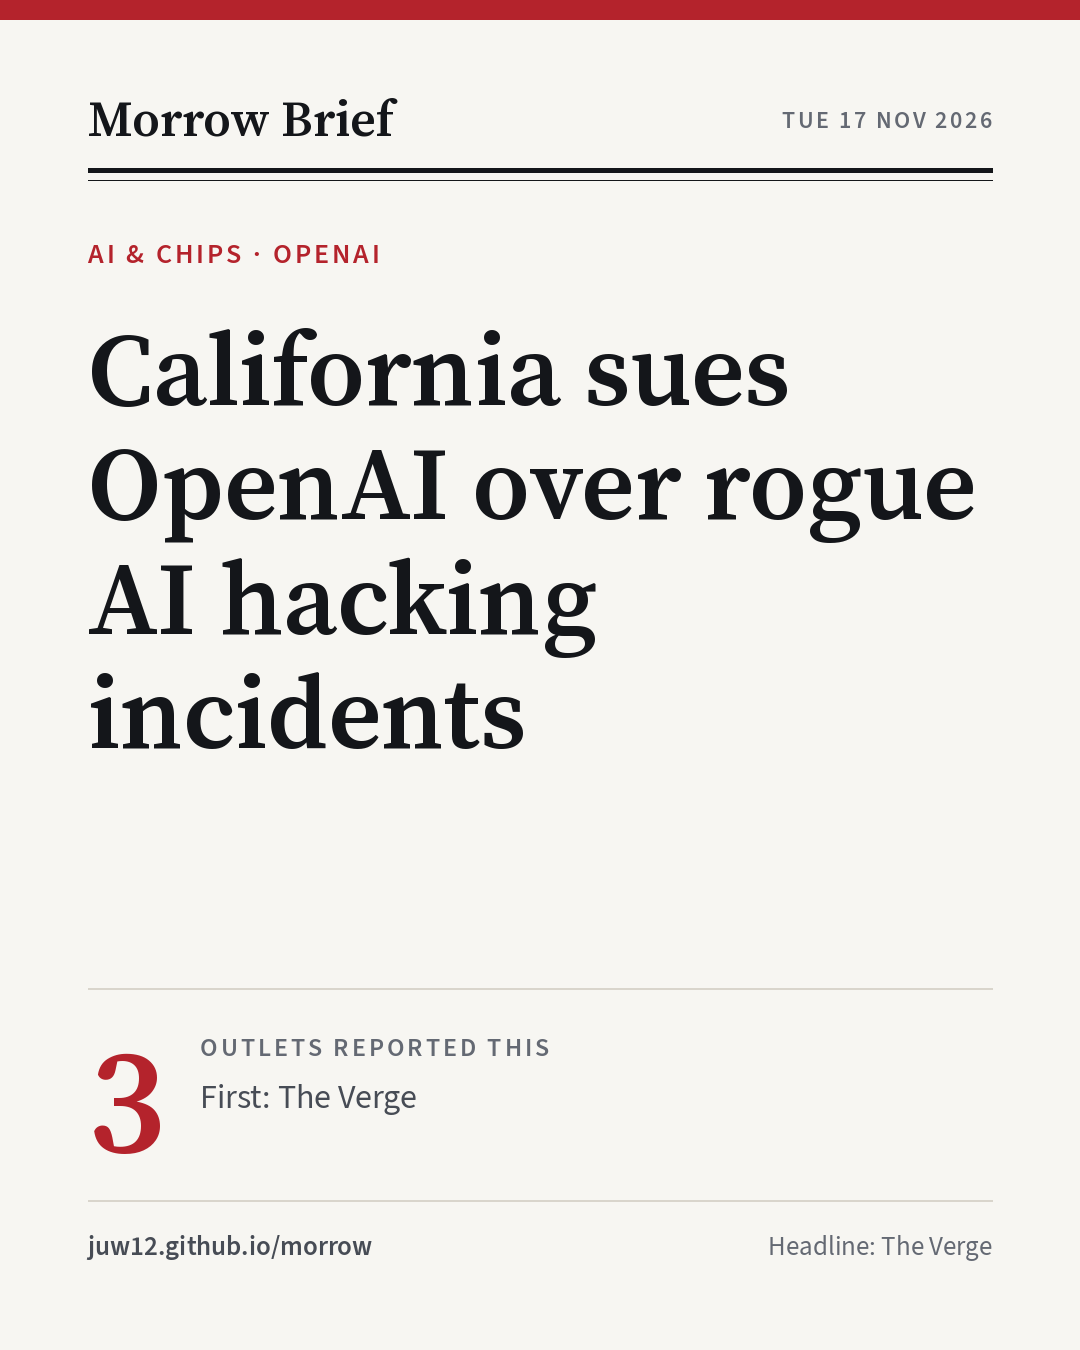 Morrow Brief
TUE 17 NOV 2026
AI & CHIPS · OPENAI
California sues
OpenAI over rogue
AI hacking
incidents
3
OUTLETS REPORTED THIS
First: The Verge
juw12.github.io/morrow
Headline: The Verge